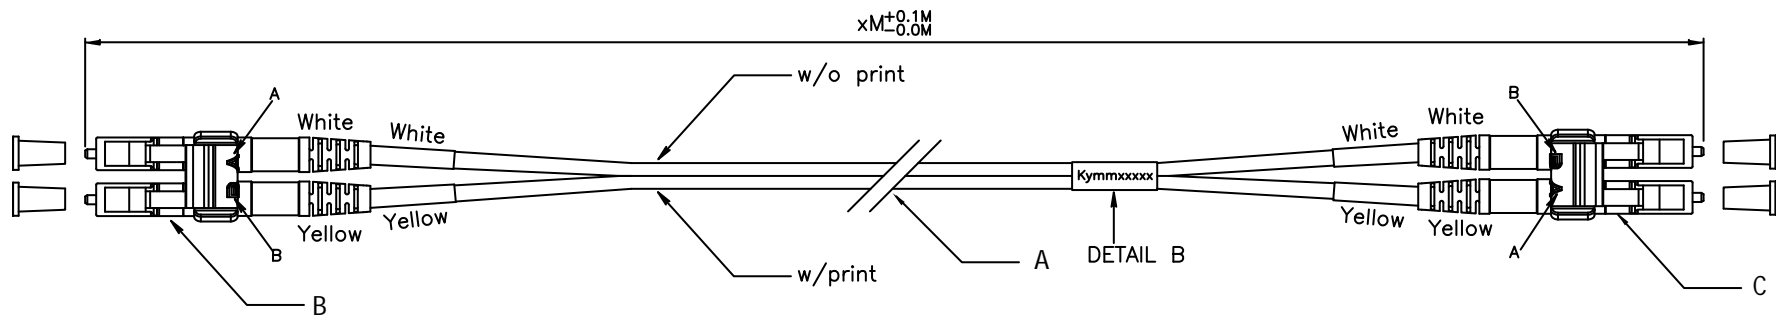 xM+0.1M
-0.0M
w/o print
A
B
White
White
White
White
Kymmxxxxx
Yellow
Yellow
Yellow
Yellow
B
A
w/print
A
DETAIL B
B
C